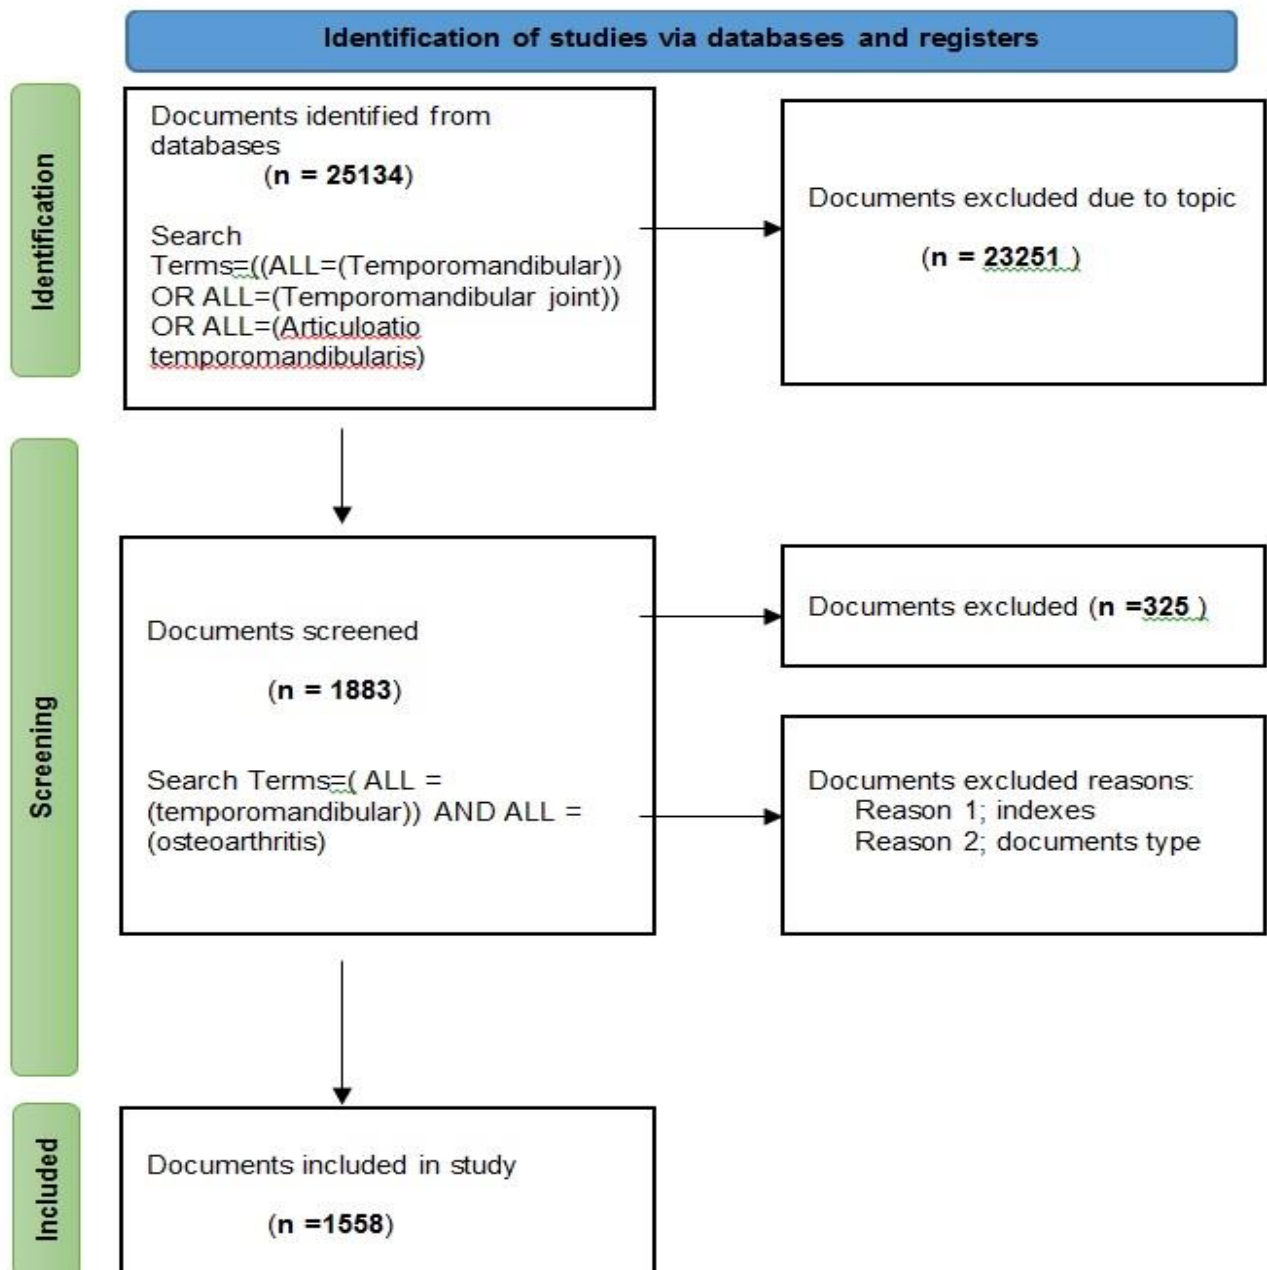 Identification of studies via databases and registers
Identification
Documents identified from
databases
(n = 25134)
Search
Terms=((ALL=(Temporomandibular))
OR ALL=(Temporomandibular joint))
OR ALL=(Articuloatio
temporomandibularis)
Documents excluded due to topic
(n = 23251 )
Screening
Documents screened
(n = 1883)
Search Terms=( ALL =
(temporomandibular)) AND ALL =
(osteoarthritis)
Documents excluded (n =325 )
Documents excluded reasons:
Reason 1; indexes
Reason 2; documents type
Included
Documents included in study
(n =1558)